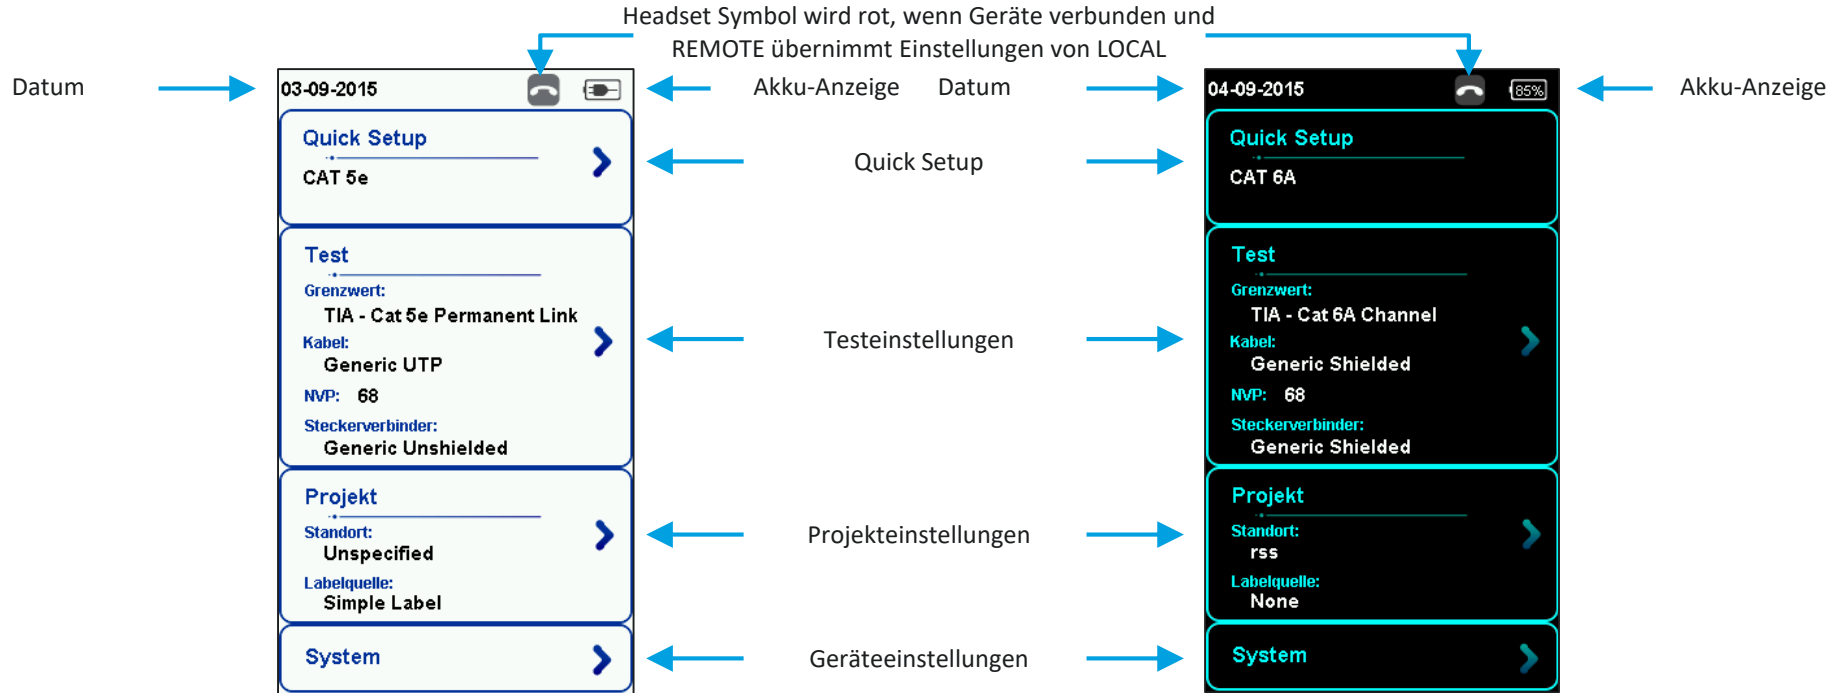 Headset Symbol wird rot, wenn Geräte verbunden und
REMOTE übernimmt Einstellungen von LOCAL
Datum
03-09-2015
Akku-Anzeige
Datum
04-09-2015
85%
Akku-Anzeige
Quick Setup
CAT 5e
Quick Setup
Quick Setup
CAT 6A
Test
Grenzwert:
TIA - Cat 5e Permanent Link
Kabel:
Generic UTP
NVP: 68
Steckerverbinder:
Generic Unshielded
Testeinstellungen
Test
Grenzwert:
TIA - Cat 6A Channel
Kabel:
Generic Shielded
NVP: 68
Steckerverbinder:
Generic Shielded
Projekt
Standort:
Unspecified
Labelquelle:
Simple Label
Projekteinstellungen
Projekt
Standort:
rss
Labelquelle:
None
System
Geräteeinstellungen
System